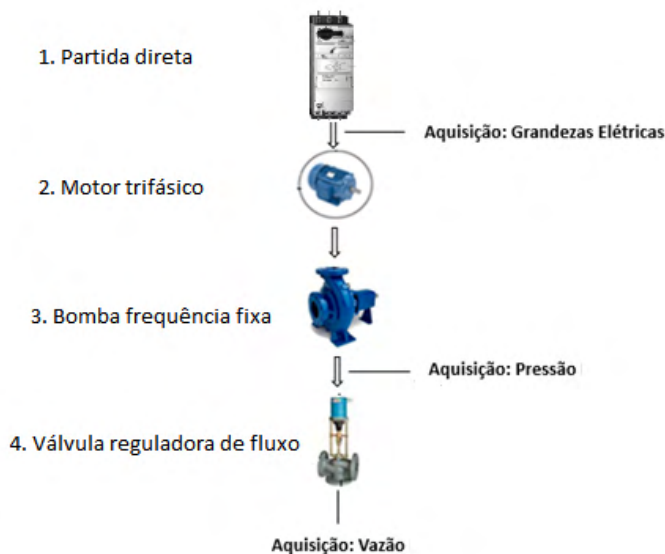 1. Partida direta
Aquisição: Grandezas Elétricas
2. Motor trifásico
3. Bomba frequência fixa
Aquisição: Pressão
4. Válvula reguladora de fluxo
Aquisição: Vazão